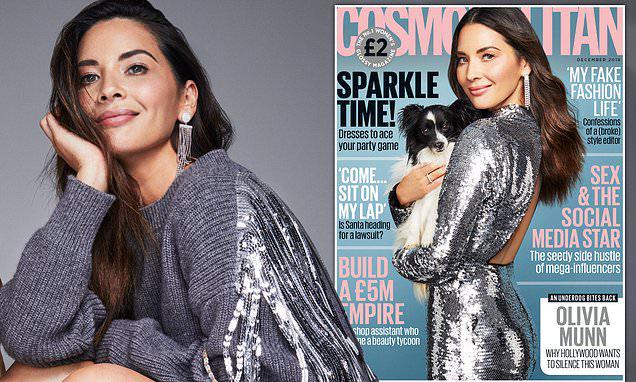 COSMOPOLITAN
THE NO.1 WOMEN'S
GLOSSY MAGAZINE
£2
DECEMBER 2018
SPARKLE
TIME!
Dresses to ace
your party game
'COME...
SIT ON
MY LAP'
Is Santa heading
for a lawsuit?
BUILD
A £5M
EMPIRE
shop assistant who
a beauty tycoon
'MY FAKE
FASHION
LIFE'
Confessions
of a (broke)
style editor
SEX
& THE
SOCIAL
MEDIA STAR
The seedy side hustle
of mega-influencers
AN UNDERDOG BITES BACK
OLIVIA
MUNN
WHY HOLLYWOOD WANTS
TO SILENCE THIS WOMAN